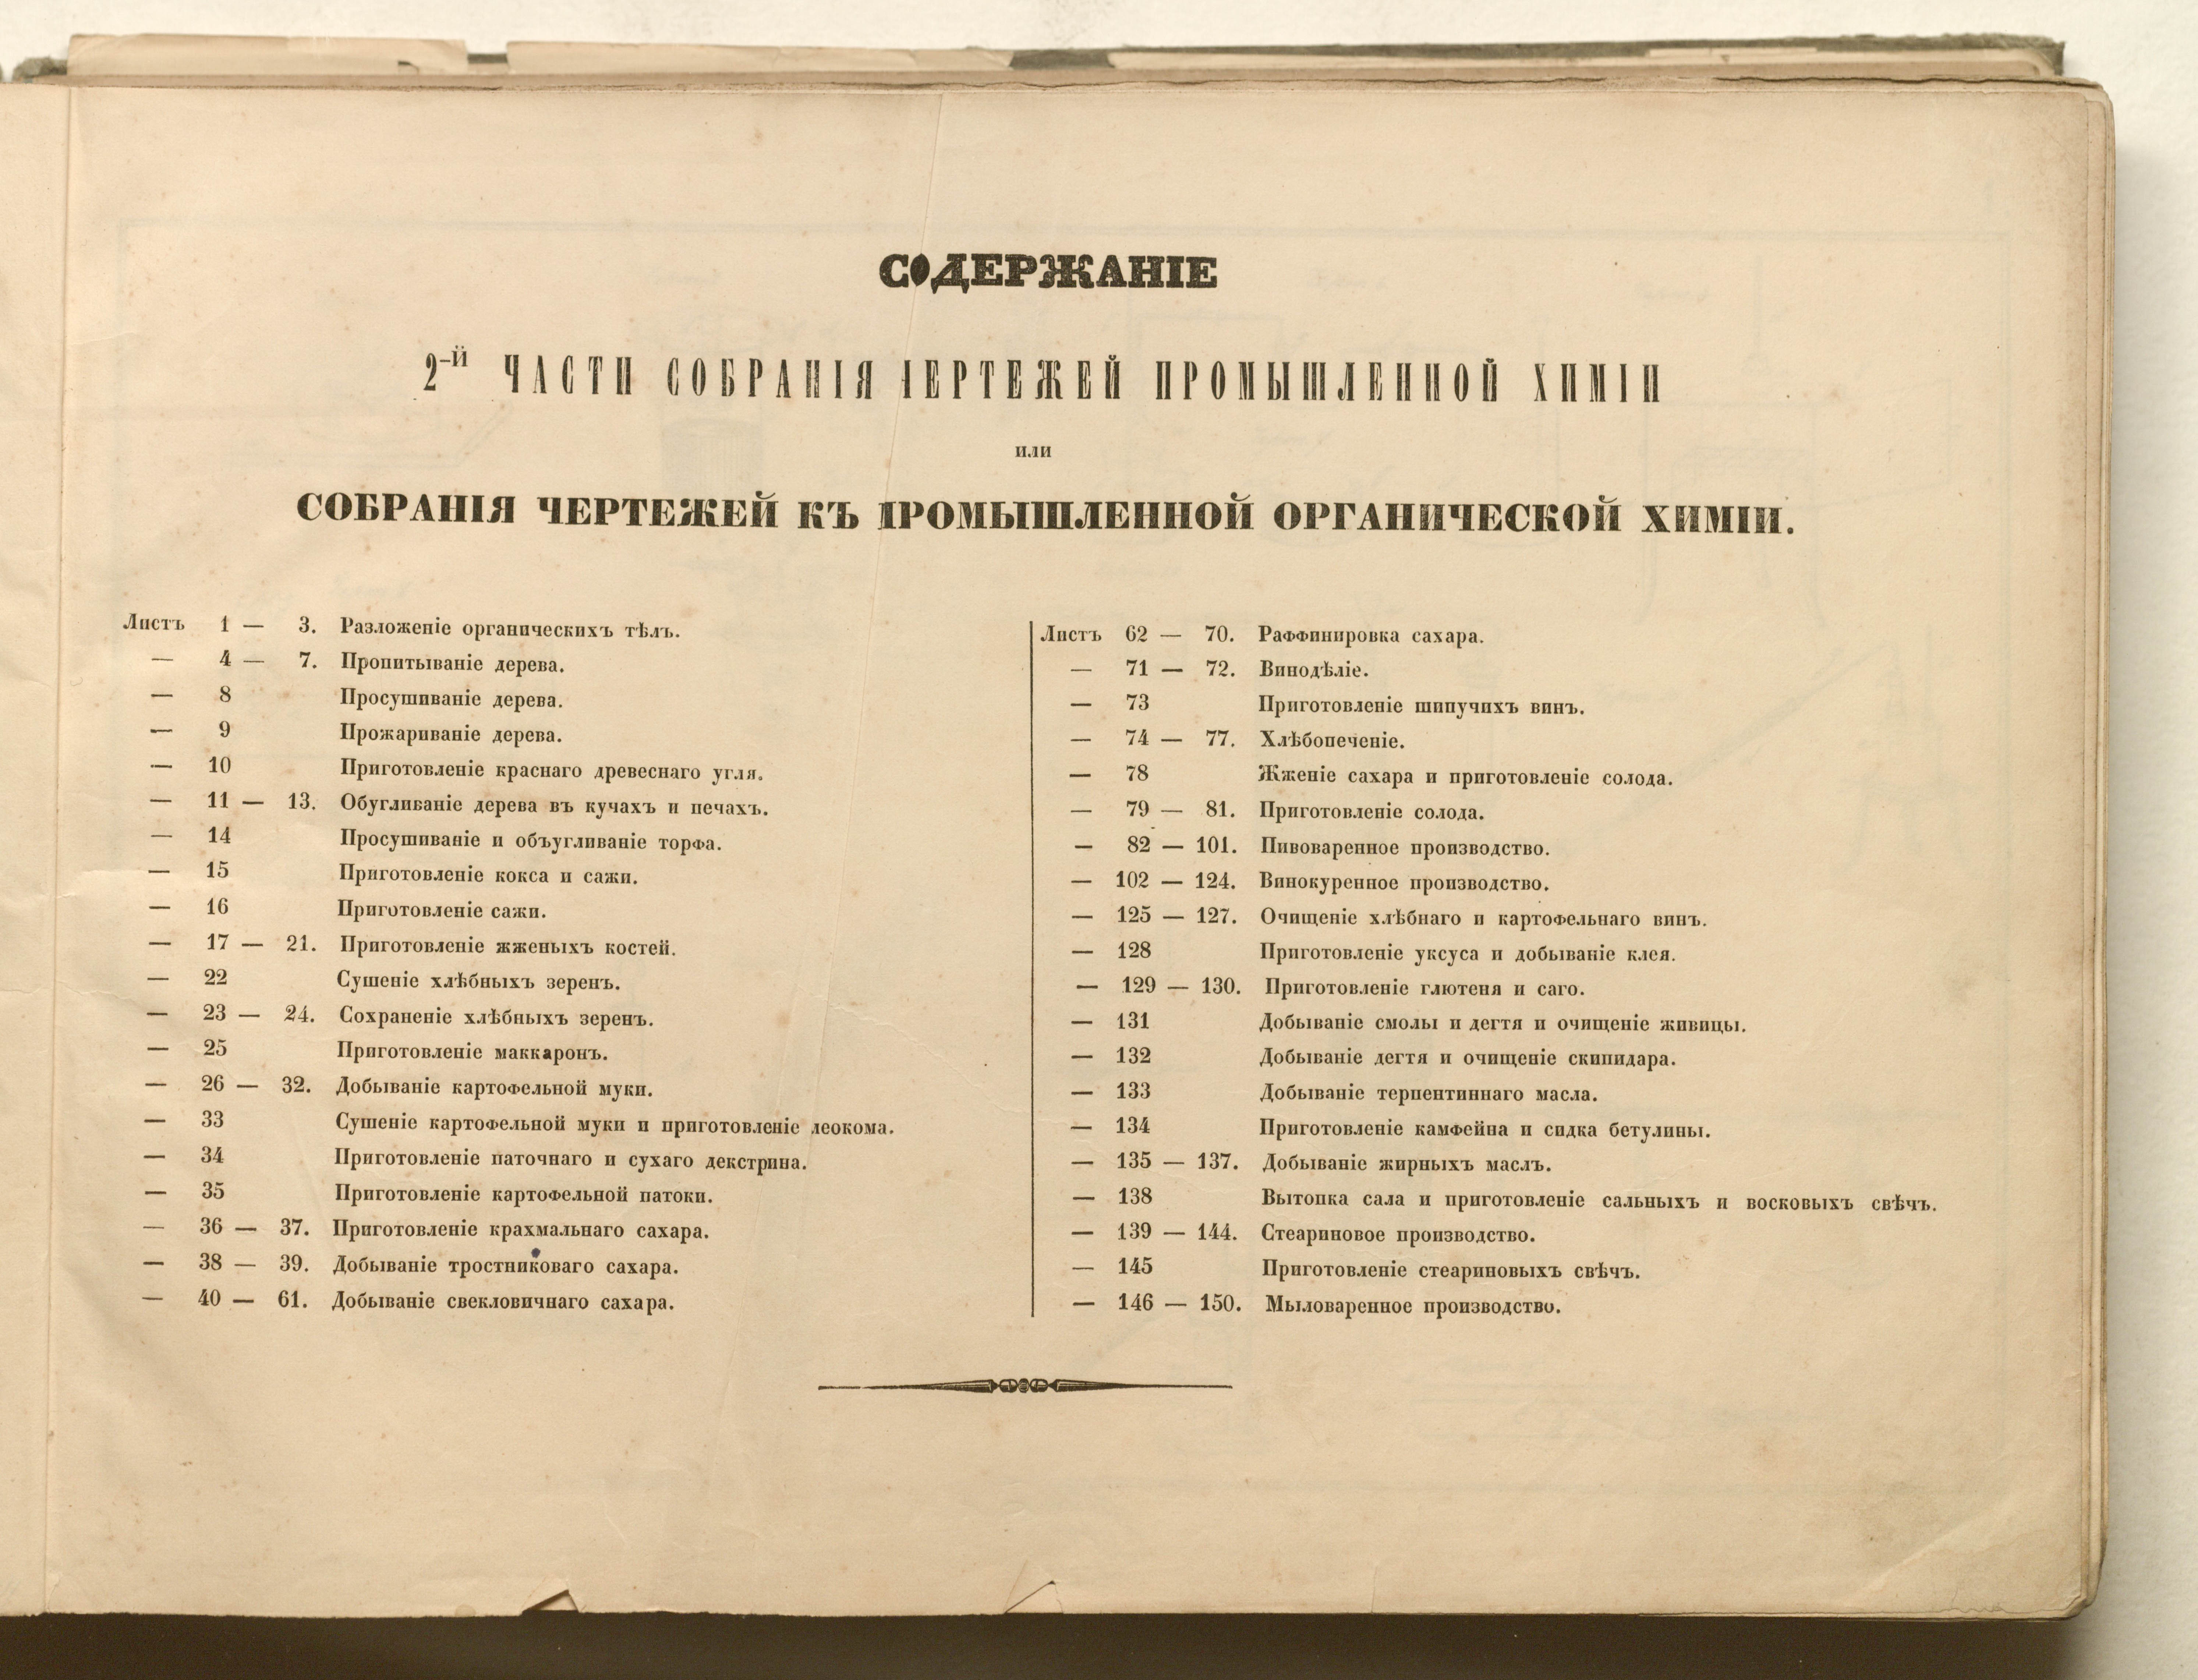 СОДЕРЖАНІЕ
2-Й ЧАСТИ СОБРАНІЯ ЧЕРТЕЖЕЙ ПРОМЫШЛЕННОЙ ХИМІИ
или
СОБРАНІЯ ЧЕРТЕЖЕЙ КЪ ПРОМЫШЛЕННОЙ ОРГАНИЧЕСКОЙ ХИМІИ.
Листъ 1 — 3. Разложеніе органическихъ тѣлъ.
— 4 — 7. Пропитываніе дерева.
— 8 Просушиваніе дерева.
— 9 Прожариваніе дерева.
— 10 Приготовленіе краснаго древеснаго угля.
— 11 — 13. Обугливаніе дерева въ кучахъ и печахъ.
— 14 Просушиваніе и объугливаніе торфа.
— 15 Приготовленіе кокса и сажи.
— 16 Приготовленіе сажи.
— 17 — 21. Приготовленіе жженыхъ костей.
— 22 Сушеніе хлѣбныхъ зеренъ.
— 23 — 24. Сохраненіе хлѣбныхъ зеренъ.
— 25 Приготовленіе маккаронъ.
— 26 — 32. Добываніе картофельной муки.
— 33 Сушеніе картофельной муки и приготовленіе леокома.
— 34 Приготовленіе паточнаго и сухаго декстрина.
— 35 Приготовленіе картофельной патоки.
— 36 — 37. Приготовленіе крахмальнаго сахара.
— 38 — 39. Добываніе тростниковаго сахара.
— 40 — 61. Добываніе свекловичнаго сахара.
Листъ 62 — 70. Раффинировка сахара.
— 71 — 72. Винодѣліе.
— 73 Приготовленіе шипучихъ винъ.
— 74 — 77. Хлѣбопеченіе.
— 78 Жженіе сахара и приготовленіе солода.
— 79 — 81. Приготовленіе солода.
— 82 — 101. Пивоваренное производство.
— 102 — 124. Винокуренное производство.
— 125 — 127. Очищеніе хлѣбнаго и картофельнаго винъ.
— 128 Приготовленіе уксуса и добываніе клея.
— 129 — 130. Приготовленіе глютеня и саго.
— 131 Добываніе смолы и дегтя и очищеніе живицы.
— 132 Добываніе дегтя и очищеніе скипидара.
— 133 Добываніе терпентиннаго масла.
— 134 Приготовленіе камфейна и сидка бетулины.
— 135 — 137. Добываніе жирныхъ маслъ.
— 138 Вытопка сала и приготовленіе сальныхъ и восковыхъ свѣчъ.
— 139 — 144. Стеариновое производство.
— 145 Приготовленіе стеариновыхъ свѣчъ.
— 146 — 150. Мыловаренное производство.